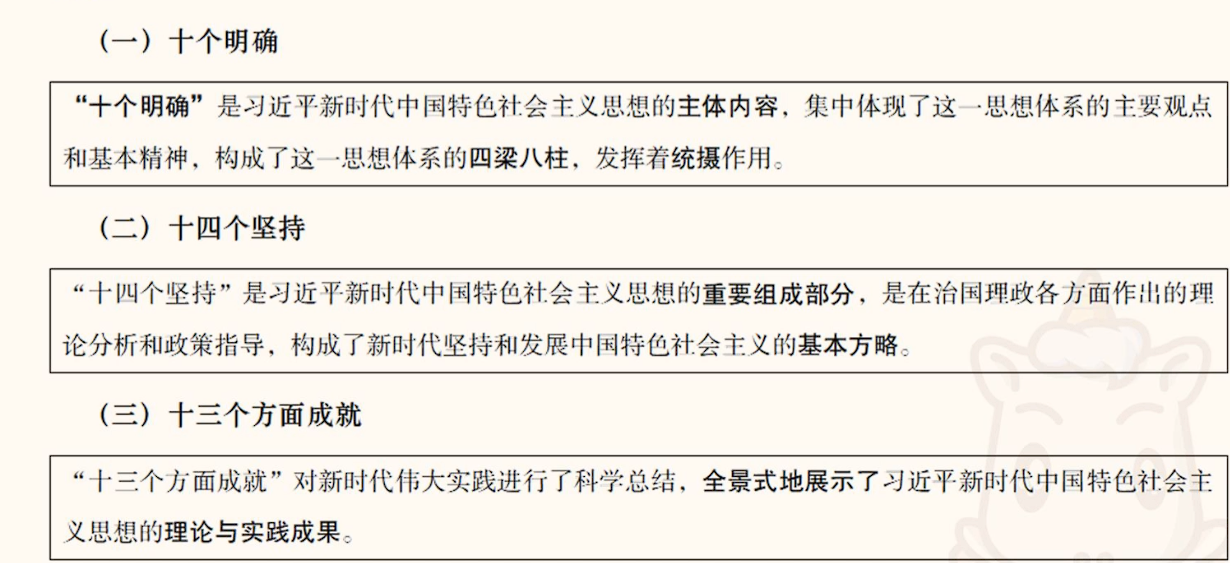 （一）十个明确
“十个明确”是习近平新时代中国特色社会主义思想的主体内容，集中体现了这一思想体系的主要观点
和基本精神，构成了这一思想体系的四梁八柱，发挥着统摄作用。
（二）十四个坚持
“十四个坚持”是习近平新时代中国特色社会主义思想的重要组成部分，是在治国理政各方面作出的理
论分析和政策指导，构成了新时代坚持和发展中国特色社会主义的基本方略。
（三）十三个方面成就
“十三个方面成就”对新时代伟大实践进行了科学总结，全景式地展示了习近平新时代中国特色社会主
义思想的理论与实践成果。